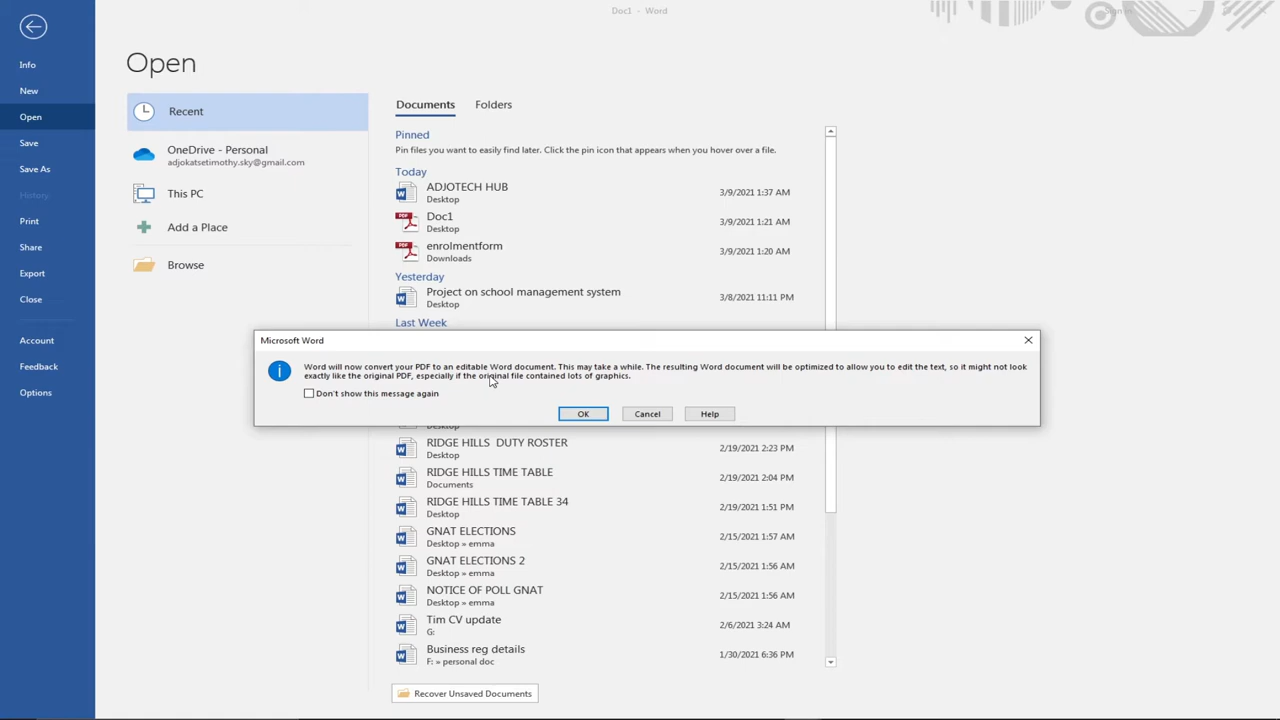 Doc1 - Word
Sign in
Info
New
Open
Save
Save As
History
Print
Share
Export
Close
Account
Feedback
Options
Open
Recent
OneDrive - Personal
adjokatsetimothy.sky@gmail.com
This PC
Add a Place
Browse
Documents Folders
Pinned
Pin files you want to easily find later. Click the pin icon that appears when you hover over a file.
Today
ADJOTECH HUB 3/9/2021 1:37 AM
Desktop
Doc1 3/9/2021 1:21 AM
Desktop
enrolmentform 3/9/2021 1:20 AM
Downloads
Yesterday
Project on school management system 3/8/2021 11:11 PM
Desktop
Last Week
Microsoft Word
Word will now convert your PDF to an editable Word document. This may take a while. The resulting Word document will be optimized to allow you to edit the text, so it might not look
exactly like the original PDF, especially if the original file contained lots of graphics.
Don't show this message again
OK Cancel Help
Desktop
RIDGE HILLS DUTY ROSTER 2/19/2021 2:23 PM
Desktop
RIDGE HILLS TIME TABLE 2/19/2021 2:04 PM
Documents
RIDGE HILLS TIME TABLE 34 2/19/2021 1:51 PM
Desktop
GNAT ELECTIONS 2/15/2021 1:57 AM
Desktop » emma
GNAT ELECTIONS 2 2/15/2021 1:56 AM
Desktop » emma
NOTICE OF POLL GNAT 2/15/2021 1:56 AM
Desktop » emma
Tim CV update 2/6/2021 3:24 AM
G:
Business reg details 1/30/2021 6:36 PM
F: » personal doc
Recover Unsaved Documents